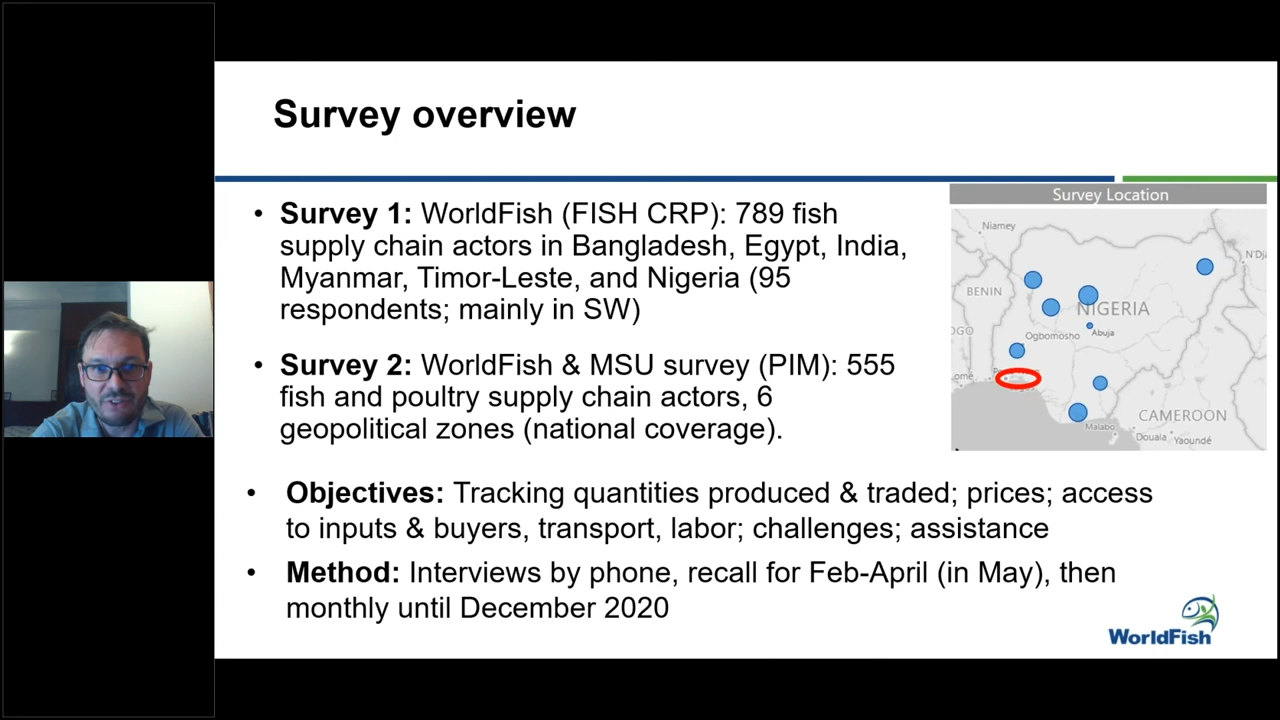 Survey overview
• Survey 1: WorldFish (FISH CRP): 789 fish
supply chain actors in Bangladesh, Egypt, India,
Myanmar, Timor-Leste, and Nigeria (95
respondents; mainly in SW)
• Survey 2: WorldFish & MSU survey (PIM): 555
fish and poultry supply chain actors, 6
geopolitical zones (national coverage).
• Objectives: Tracking quantities produced & traded; prices; access
to inputs & buyers, transport, labor; challenges; assistance
• Method: Interviews by phone, recall for Feb-April (in May), then
monthly until December 2020
Survey Location
Niamey
N'Dj
BENIN
NIGERIA
OGO
Ogbomosho
Abuja
ome
CAMEROON
Malabo
Douala
Yaoundé
WorldFish